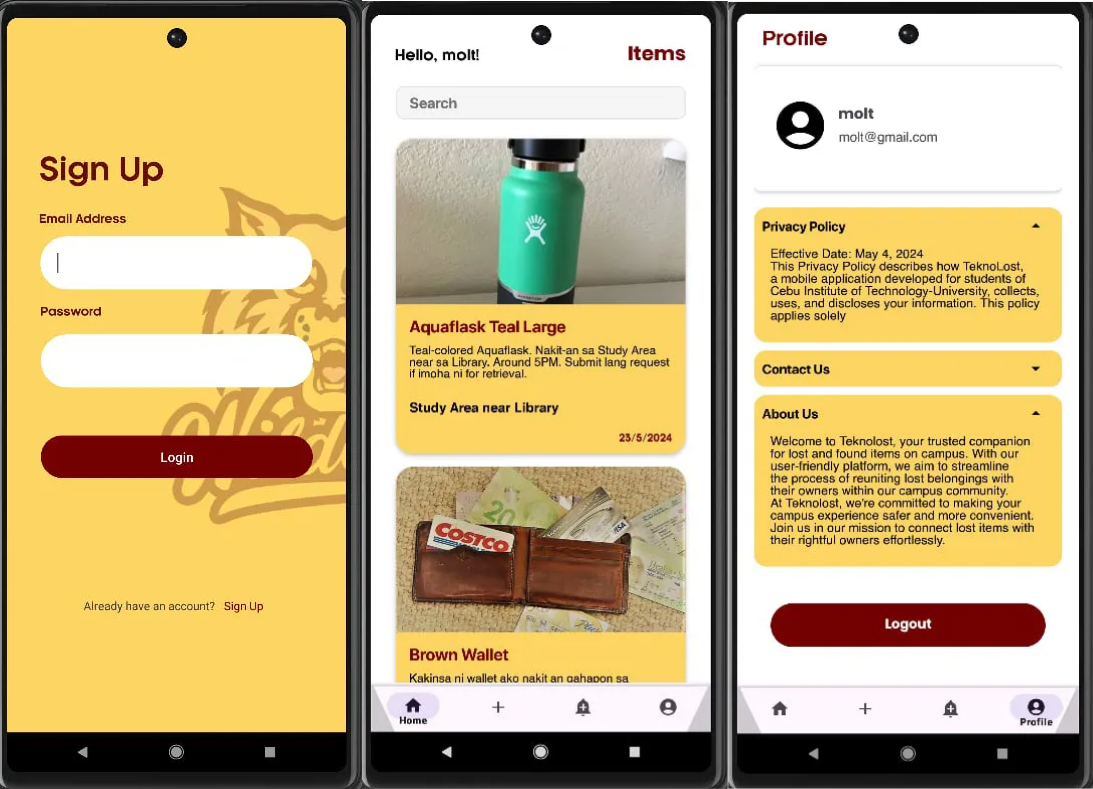 Sign Up
Email Address
Password
Login
Already have an account? Sign Up
Hello, molt!
Items
Search
Aquaflask Teal Large
Teal-colored Aquaflask. Nakit-an sa Study Area
near sa Library. Around 5PM. Submit lang request
if imoha ni for retrieval.
Study Area near Library
23/5/2024
20
COSTCO
VISA
Brown Wallet
Kakinsa ni wallet ako nakit an gahapon sa
Home
Profile
molt
molt@gmail.com
Privacy Policy
Effective Date: May 4, 2024
This Privacy Policy describes how TeknoLost,
a mobile application developed for students of
Cebu Institute of Technology-University, collects,
uses, and discloses your information. This policy
applies solely
Contact Us
About Us
Welcome to Teknolost, your trusted companion
for lost and found items on campus. With our
user-friendly platform, we aim to streamline
the process of reuniting lost belongings with
their owners within our campus community.
At Teknolost, we're committed to making your
campus experience safer and more convenient.
Join us in our mission to connect lost items with
their rightful owners effortlessly.
Logout
Profile